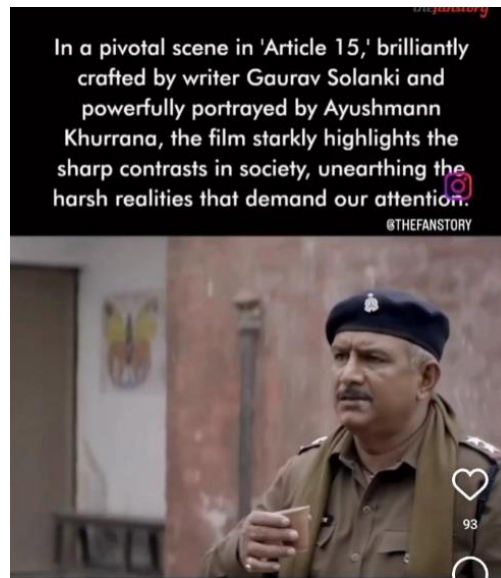 thefanstory
In a pivotal scene in 'Article 15,' brilliantly
crafted by writer Gaurav Solanki and
powerfully portrayed by Ayushmann
Khurrana, the film starkly highlights the
sharp contrasts in society, unearthing the
harsh realities that demand our attention.
@THEFANSTORY
93